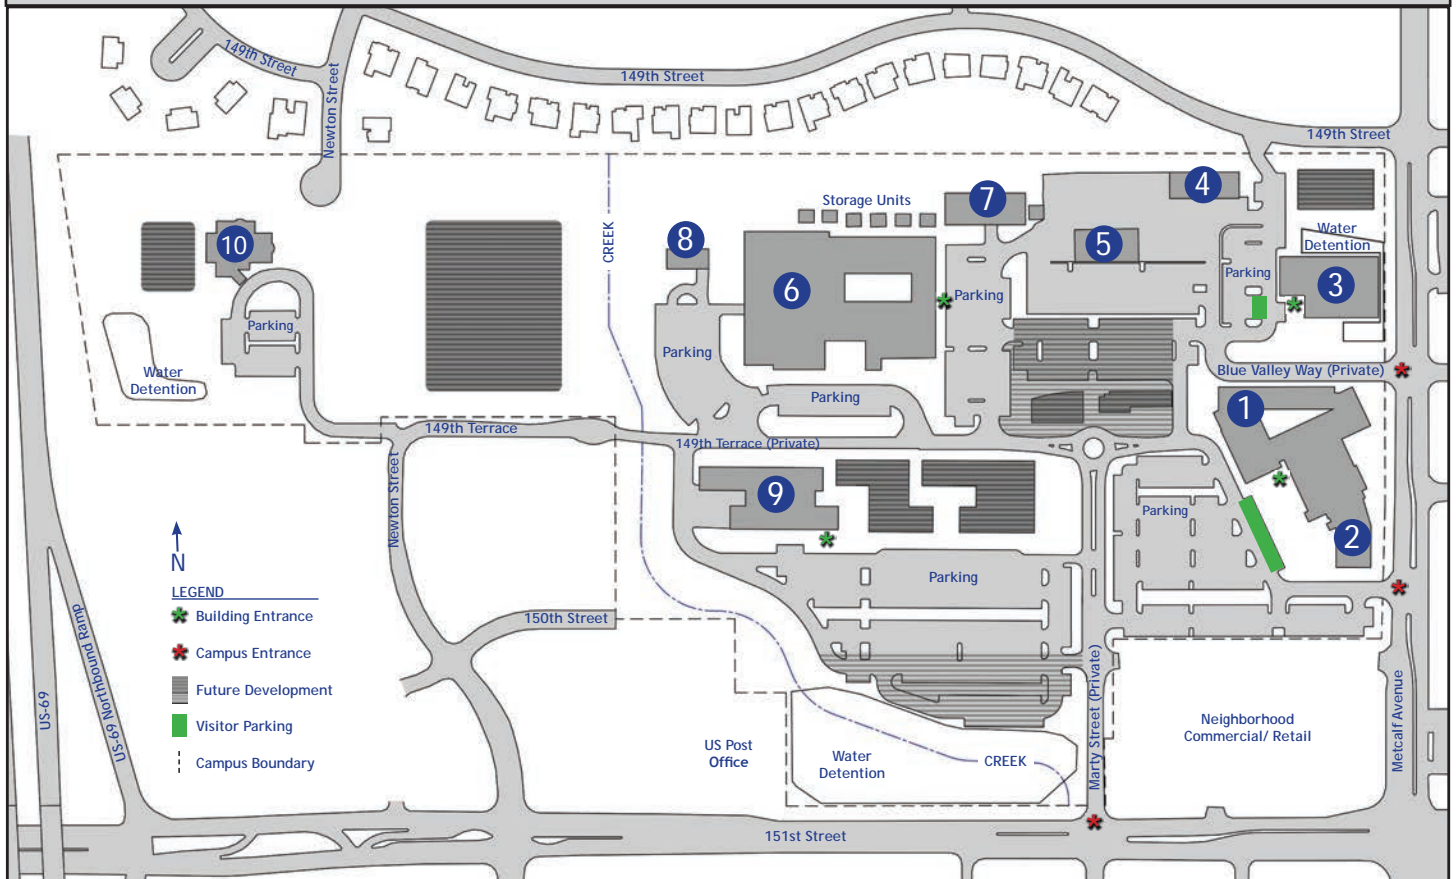 149th Street
Newton Street
149th Street
149th Street
4
7
Storage Units
8
10
CREEK
5
Water
Detention
Parking
3
6
Parking
Parking
Parking
Water
Detention
Parking
Blue Valley Way (Private)
1
149th Terrace
149th Terrace (Private)
Newton Street
9
Parking
2
N
LEGEND
Building Entrance
Campus Entrance
Future Development
Visitor Parking
Campus Boundary
Parking
150th Street
US-69
US-69 Northbound Ramp
Marty Street (Private)
Metcalf Avenue
Neighborhood
Commercial/ Retail
US Post
Office
Water
Detention
CREEK
151st Street